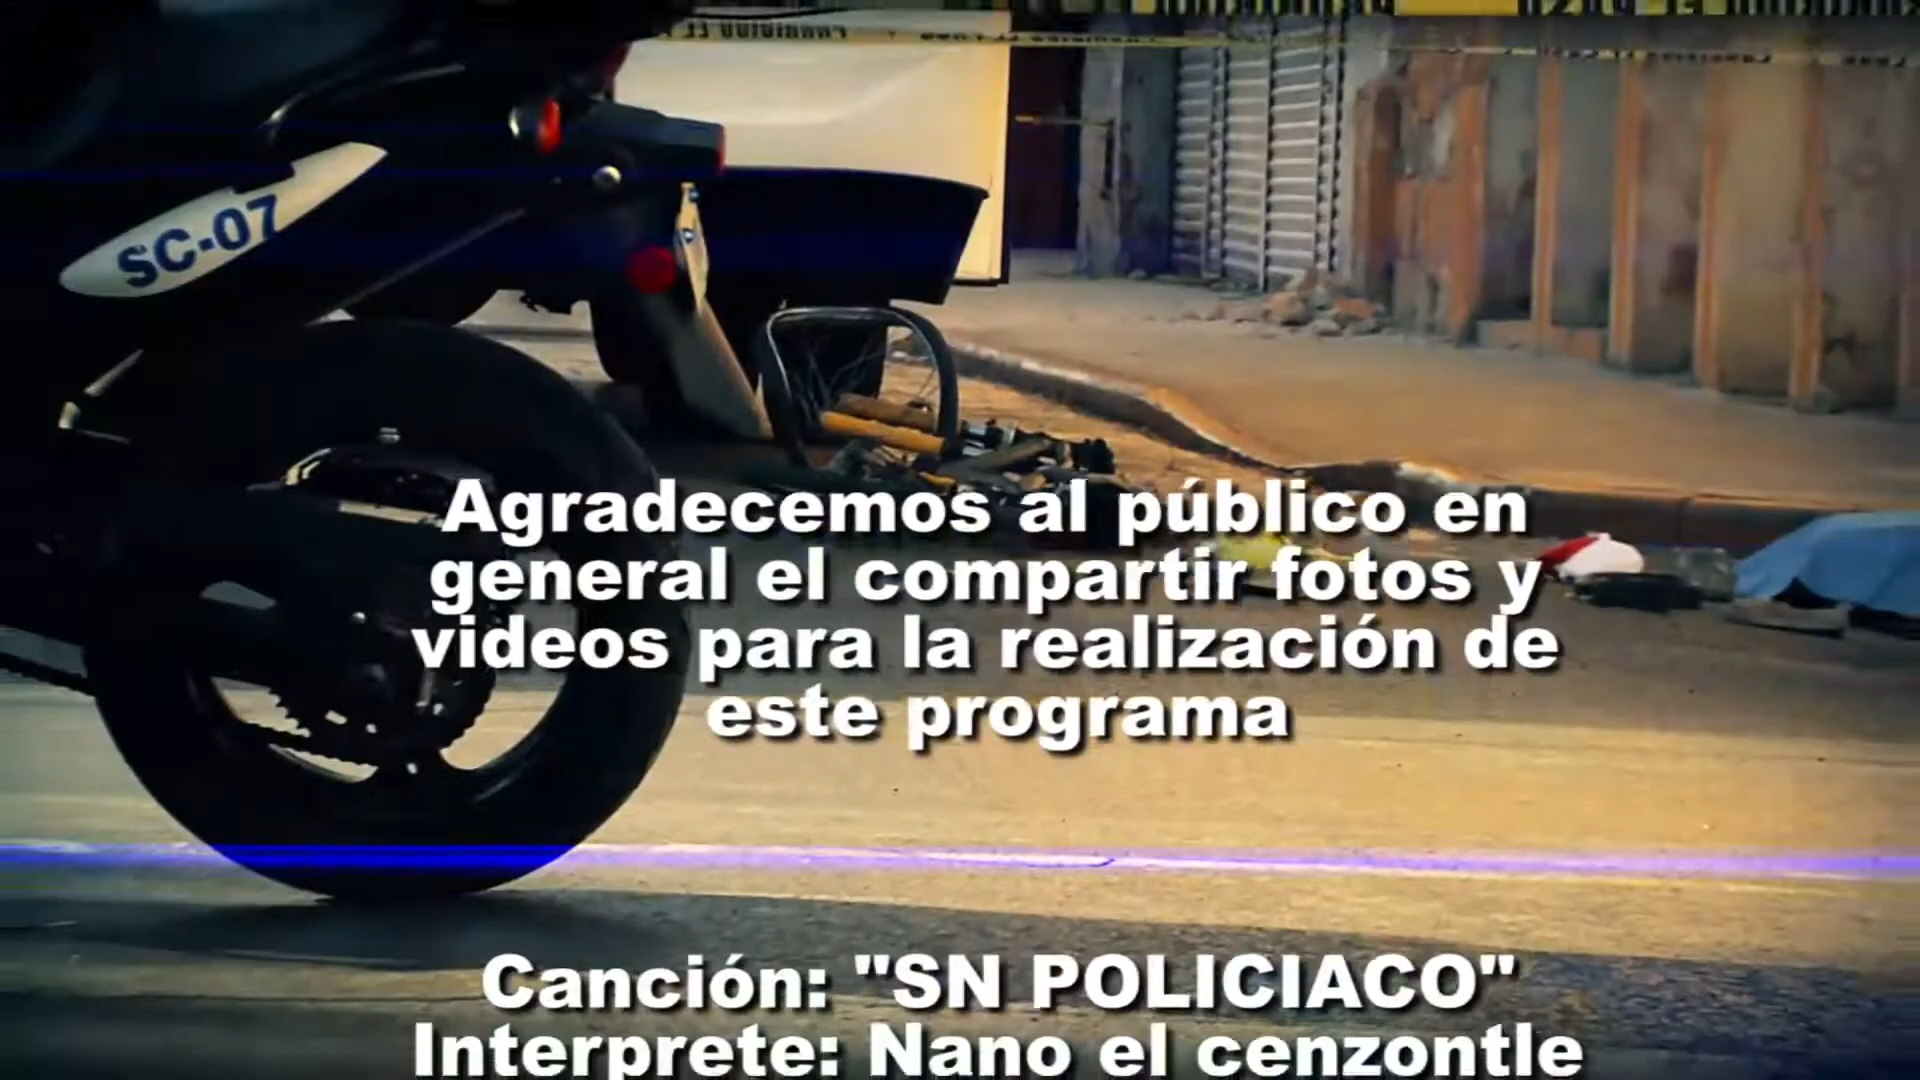 SC-07
Agradecemos al público en
general el compartir fotos y
videos para la realización de
este programa
Canción: "SN POLICIACO"
Interprete: Nano el cenzontle